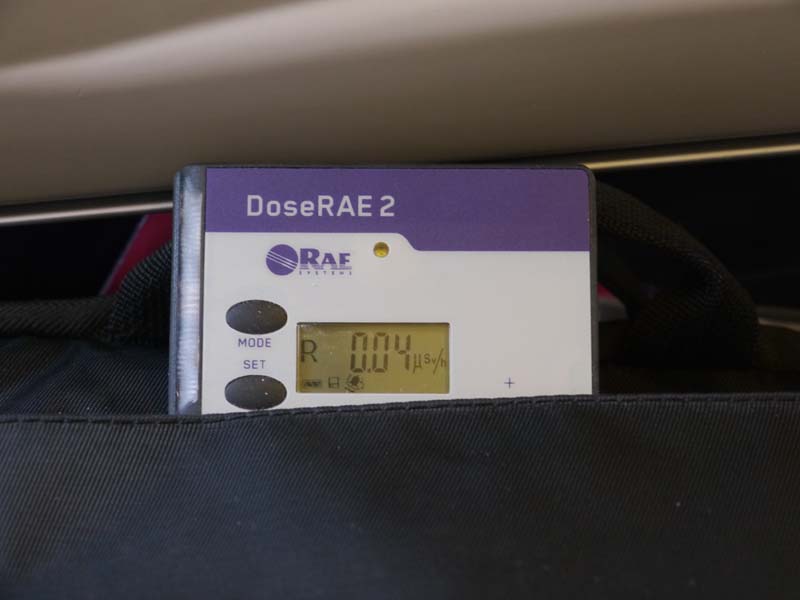 DoseRAE 2
RAE
SYSTEMS
MODE
SET
R 0.04 µSv/h
+